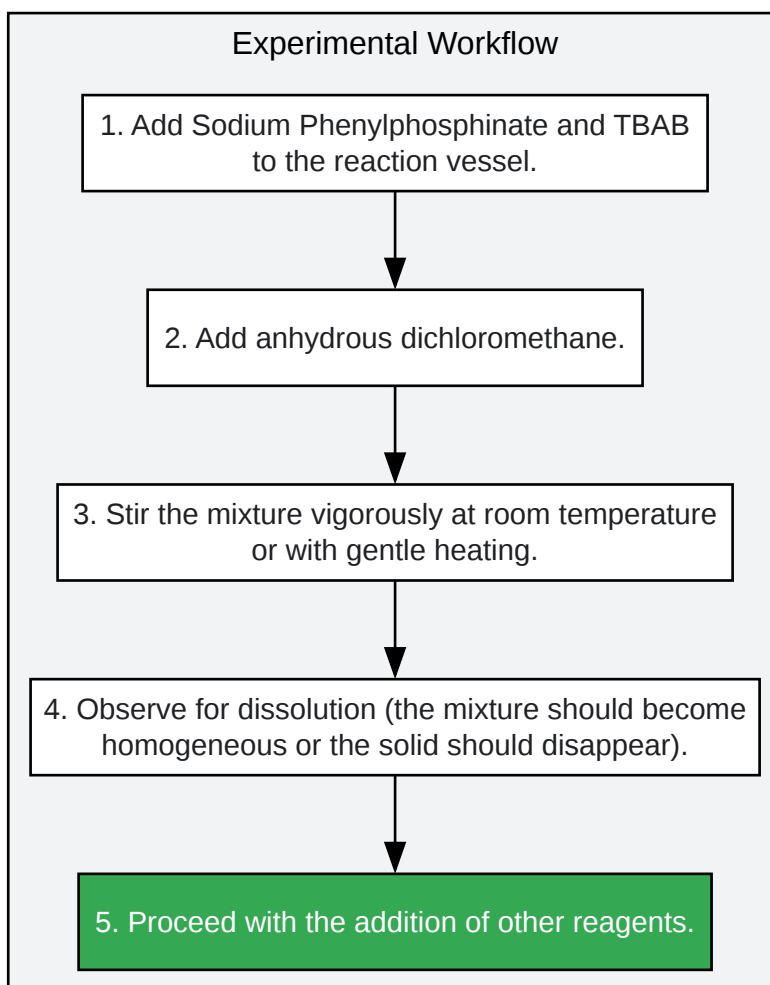 Experimental Workflow
1. Add Sodium Phenylphosphinate and TBAB
to the reaction vessel.
2. Add anhydrous dichloromethane.
3. Stir the mixture vigorously at room temperature
or with gentle heating.
4. Observe for dissolution (the mixture should become
homogeneous or the solid should disappear).
5. Proceed with the addition of other reagents.